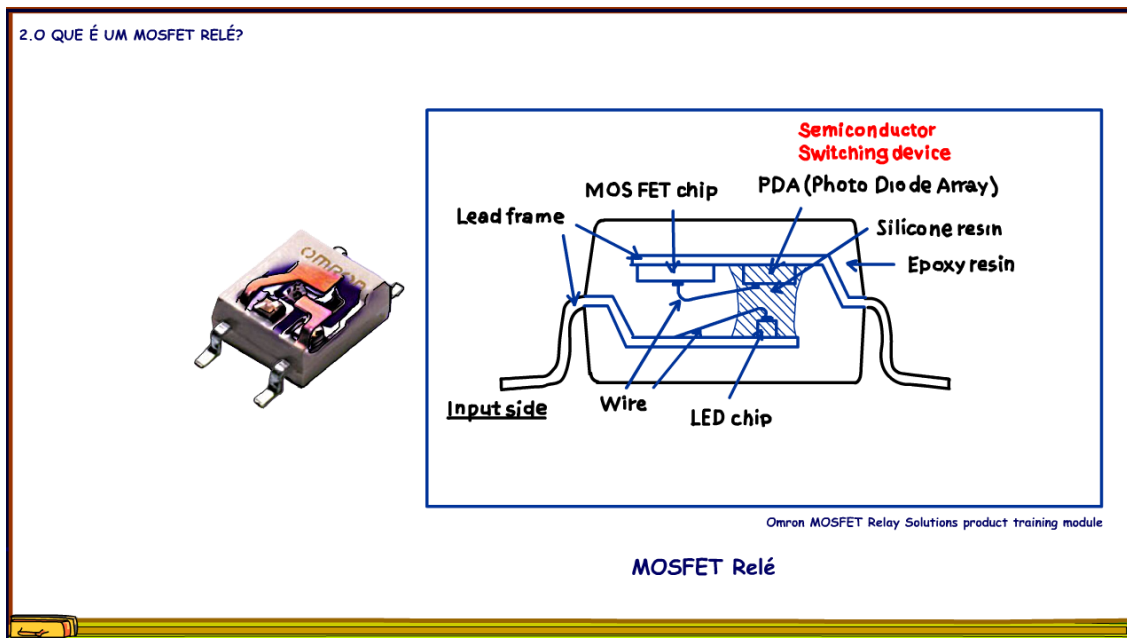 2.O QUE É UM MOSFET RELÉ?
Semiconductor
Switching device
MOS FET chip
PDA (Photo Diode Array)
Lead frame
Silicone resin
Epoxy resin
omron
Input side
Wire
LED chip
Omron MOSFET Relay Solutions product training module
MOSFET Relé